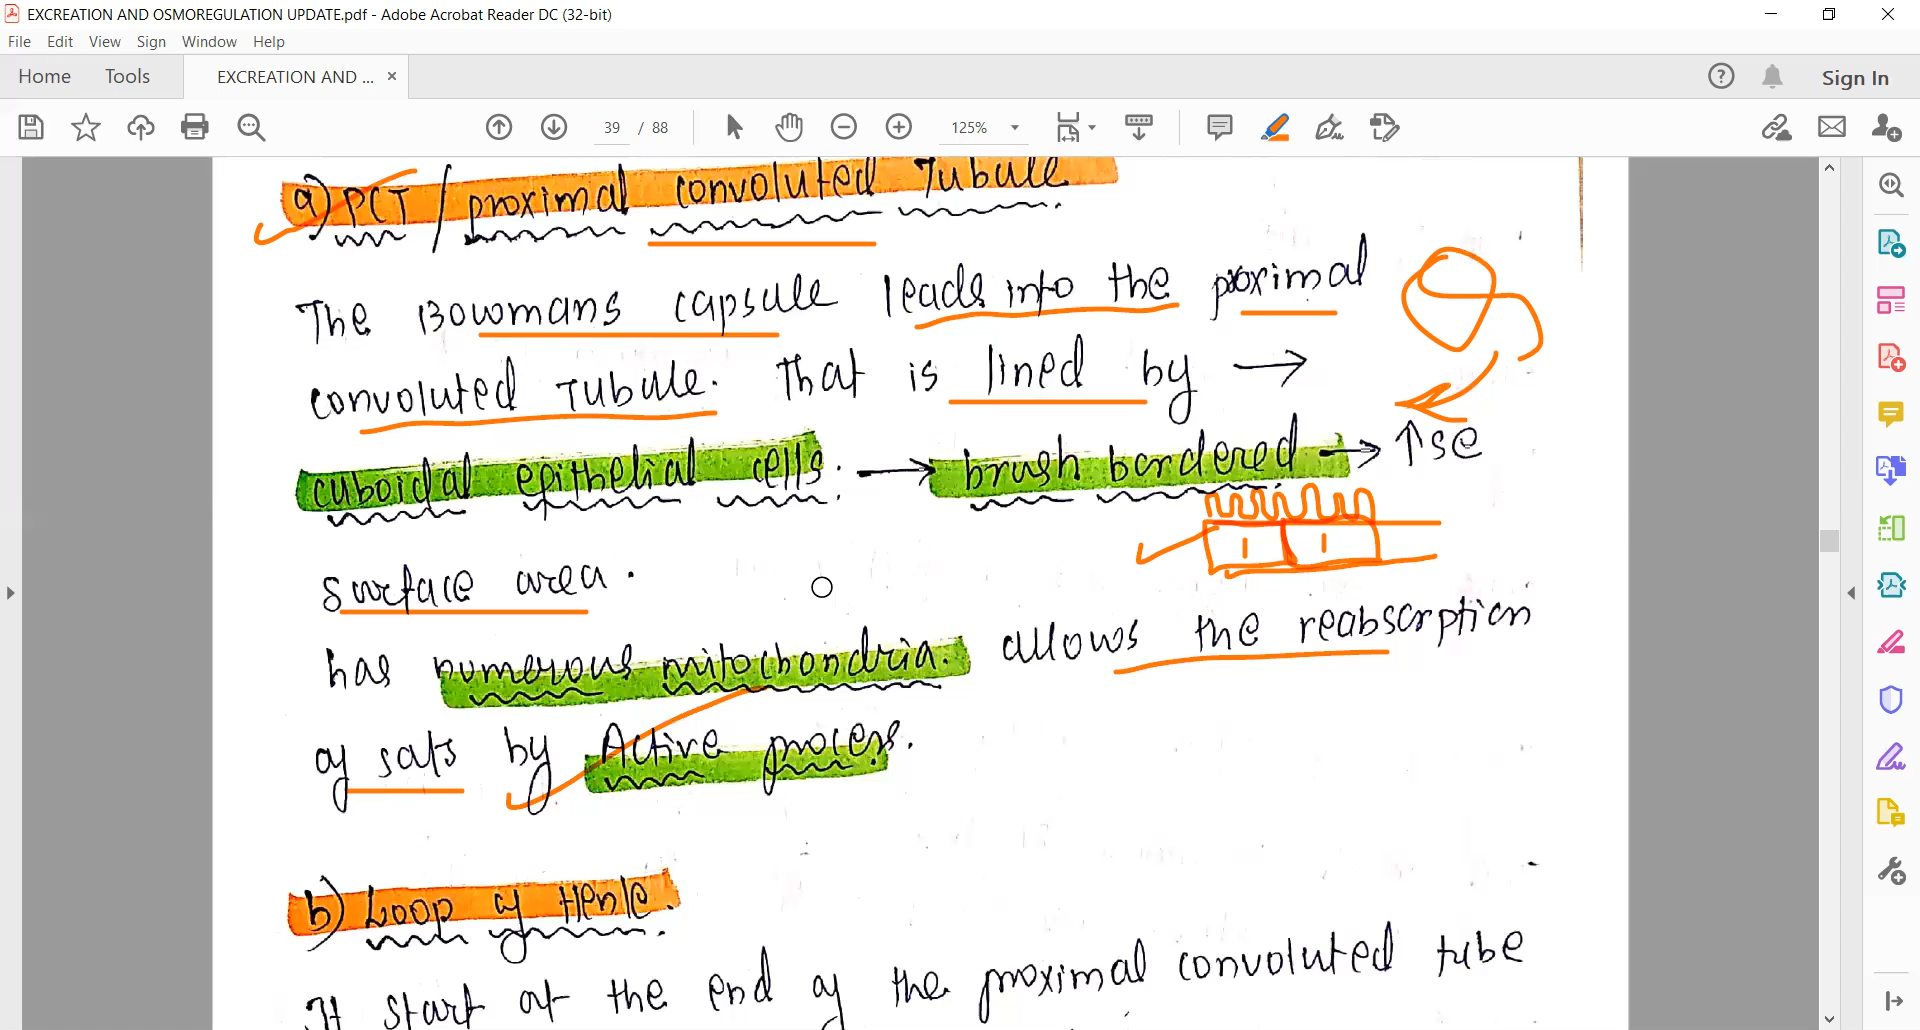 EXCREATION AND OSMOREGULATION UPDATE.pdf - Adobe Acrobat Reader DC (32-bit)
File Edit View Sign Window Help
Home Tools EXCREATION AND ... × Sign In
39 / 88 125%
a) PCT / proximal convoluted Tubule
The Bowmans capsule leads into the proximal
convoluted Tubule. That is lined by →
cuboidal epithelial cells. → brush bordered → ↑se
surface area.
has numerous mitochondria. allows the reabsorption
of sats by Active process.
b) Loop of Henle.
It start at the end of the proximal convoluted tube